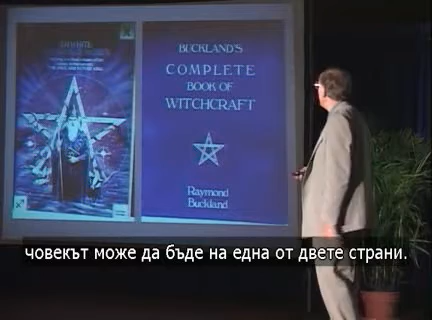 BUCKLAND'S
COMPLETE
BOOK OF
WITCHCRAFT
Raymond
Buckland
човекът може да бъде на една от двете страни.